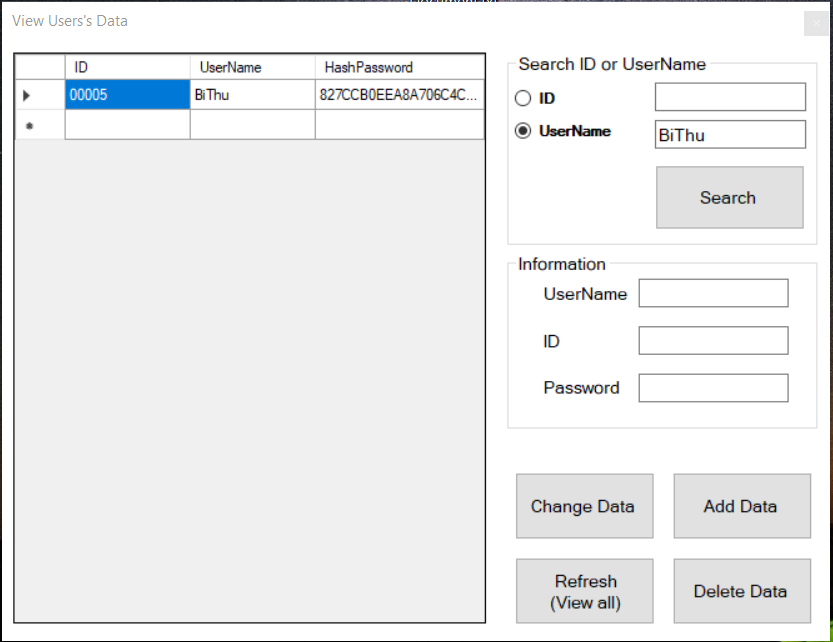 View Users's Data
ID UserName HashPassword
00005 BiThu 827CCB0EEA8A706C4C...
Search ID or UserName
ID
UserName BiThu
Search
Information
UserName
ID
Password
Change Data Add Data
Refresh
(View all)
Delete Data